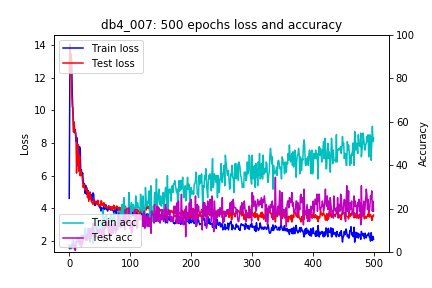 db4_007: 500 epochs loss and accuracy
Train loss
Test loss
Train acc
Test acc
Loss
14
12
10
8
6
4
2
Accuracy
100
80
60
40
20
0
0 100 200 300 400 500